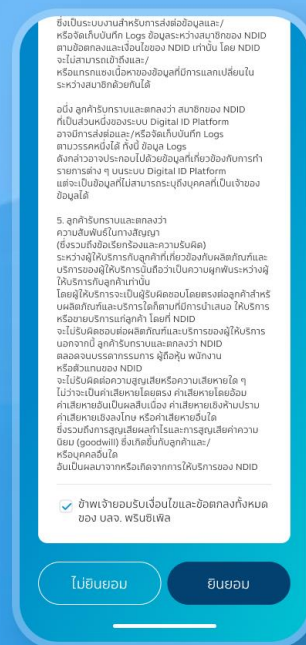 ซึ่งเป็นระบบงานสำหรับการส่งต่อข้อมูลและ/
หรือจัดเก็บบันทึก Logs ข้อมูลระหว่างสมาชิกของ NDID
ตามข้อตกลงและเงื่อนไขของ NDID เท่านั้น โดย NDID
จะไม่สามารถเข้าถึงและ/
หรือแทรกแซงเนื้อหาของข้อมูลที่มีการแลกเปลี่ยนใน
ระหว่างสมาชิกด้วยกันได้
อนึ่ง ลูกค้ารับทราบและตกลงว่า สมาชิกของ NDID
ที่เป็นส่วนหนึ่งของระบบ Digital ID Platform
อาจมีการส่งต่อและ/หรือจัดเก็บบันทึก Logs
ตามวรรคหนึ่งได้ ทั้งนี้ ข้อมูล Logs
ดังกล่าวอาจประกอบไปด้วยข้อมูลที่เกี่ยวข้องกับการทำ
รายการต่าง ๆ บนระบบ Digital ID Platform
แต่จะเป็นข้อมูลที่ไม่สามารถระบุถึงบุคคลที่เป็นเจ้าของ
ข้อมูลได้
5. ลูกค้ารับทราบและตกลงว่า
ความสัมพันธ์ในทางสัญญา
(ซึ่งรวมถึงข้อเรียกร้องและความรับผิด)
ระหว่างผู้ให้บริการกับลูกค้าที่เกี่ยวข้องกับผลิตภัณฑ์และ
บริการของผู้ให้บริการนั้นถือว่าเป็นความผูกพันระหว่างผู้
ให้บริการกับลูกค้าเท่านั้น
โดยผู้ให้บริการจะเป็นผู้รับผิดชอบโดยตรงต่อลูกค้าสำหรั
บผลิตภัณฑ์และบริการใดก็ตามที่มีการนำเสนอ ให้บริการ
หรือขายบริการแก่ลูกค้า โดยที่ NDID
จะไม่รับผิดชอบต่อผลิตภัณฑ์และบริการของผู้ให้บริการ
นอกจากนี้ ลูกค้ารับทราบและตกลงว่า NDID
ตลอดจนบรรดากรรมการ ผู้ถือหุ้น พนักงาน
หรือตัวแทนของ NDID
จะไม่รับผิดต่อความสูญเสียหรือความเสียหายใด ๆ
ไม่ว่าจะเป็นค่าเสียหายโดยตรง ค่าเสียหายโดยอ้อม
ค่าเสียหายอันเป็นผลสืบเนื่อง ค่าเสียหายเชิงห้ามปราม
ค่าเสียหายเชิงลงโทษ หรือค่าเสียหายอื่นใด
ซึ่งรวมถึงการสูญเสียผลกำไรและการสูญเสียค่าความ
นิยม (goodwill) ซึ่งเกิดขึ้นกับลูกค้าและ/
หรือบุคคลอื่นใด
อันเป็นผลมาจากหรือเกิดจากการให้บริการของ NDID
ข้าพเจ้ายอมรับเงื่อนไขและข้อตกลงทั้งหมด
ของ บลจ. พรินซิเพิล
ไม่ยินยอม
ยินยอม